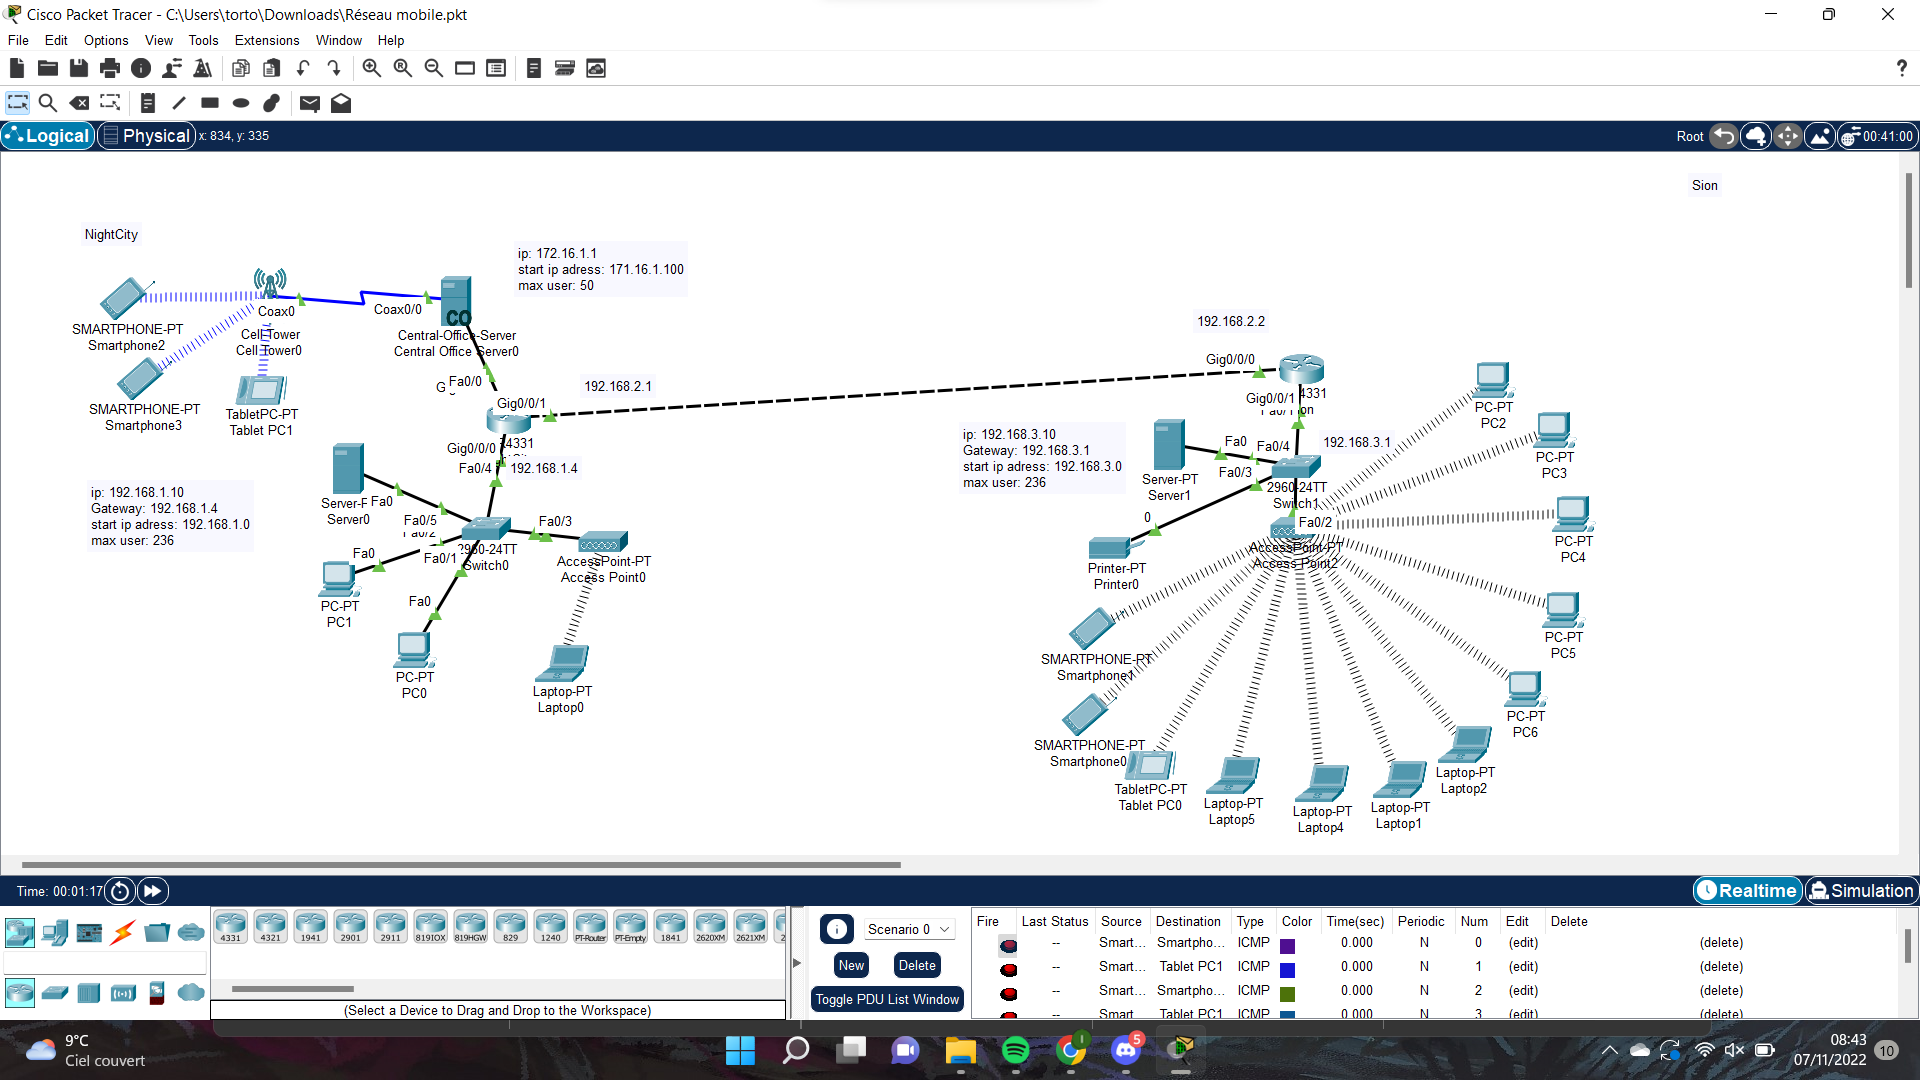 Cisco Packet Tracer - C:\Users\torto\Downloads\Réseau mobile.pkt
File Edit Options View Tools Extensions Window Help
Logical Physical x: 834, y: 335
Root 00:41:00
Sion
NightCity
ip: 172.16.1.1
start ip adress: 171.16.1.100
max user: 50
SMARTPHONE-PT
Smartphone2
Coax0
Cell Tower
Cell Tower0
Coax0/0
CO
Central-Office-Server
Central Office Server0
SMARTPHONE-PT
Smartphone3
TabletPC-PT
Tablet PC1
Fa0/0
192.168.2.1
Gig0/0/1
4331
Gig0/0/0
Fa0/4
192.168.1.4
ip: 192.168.1.10
Gateway: 192.168.1.4
start ip adress: 192.168.1.0
max user: 236
Fa0
Server0
Fa0/5
Fa0/2
Fa0/1
Fa0/3
2960-24TT
Switch0
AccessPoint-PT
Access Point0
Fa0
PC-PT
PC1
Fa0
PC-PT
PC0
Laptop-PT
Laptop0
192.168.2.2
Gig0/0/0
Gig0/0/1
4331
192.168.3.1
ip: 192.168.3.10
Gateway: 192.168.3.1
start ip adress: 192.168.3.0
max user: 236
Fa0
Fa0/4
Fa0/3
Server-PT
Server1
2960-24TT
Switch1
Fa0/2
0
Printer-PT
Printer0
AccessPoint-PT
Access Point2
PC-PT
PC2
PC-PT
PC3
PC-PT
PC4
PC-PT
PC5
PC-PT
PC6
SMARTPHONE-PT
Smartphone1
SMARTPHONE-PT
Smartphone0
TabletPC-PT
Tablet PC0
Laptop-PT
Laptop5
Laptop-PT
Laptop4
Laptop-PT
Laptop1
Laptop-PT
Laptop2
Time: 00:01:17
Realtime Simulation
4331 4321 1941 2901 2911 819IOX 819HGW 829 1240 PT-Router PT-Empty 1841 2620XM 2621XM
(Select a Device to Drag and Drop to the Workspace)
Scenario 0
New Delete
Toggle PDU List Window
Fire Last Status Source Destination Type Color Time(sec) Periodic Num Edit Delete
-- Smart... Smartpho... ICMP 0.000 N 0 (edit) (delete)
-- Smart... Tablet PC1 ICMP 0.000 N 1 (edit) (delete)
-- Smart... Smartpho... ICMP 0.000 N 2 (edit) (delete)
-- Smart... Tablet PC1 ICMP 0.000 N 3 (edit) (delete)
9°C
Ciel couvert
5
08:43
07/11/2022
10